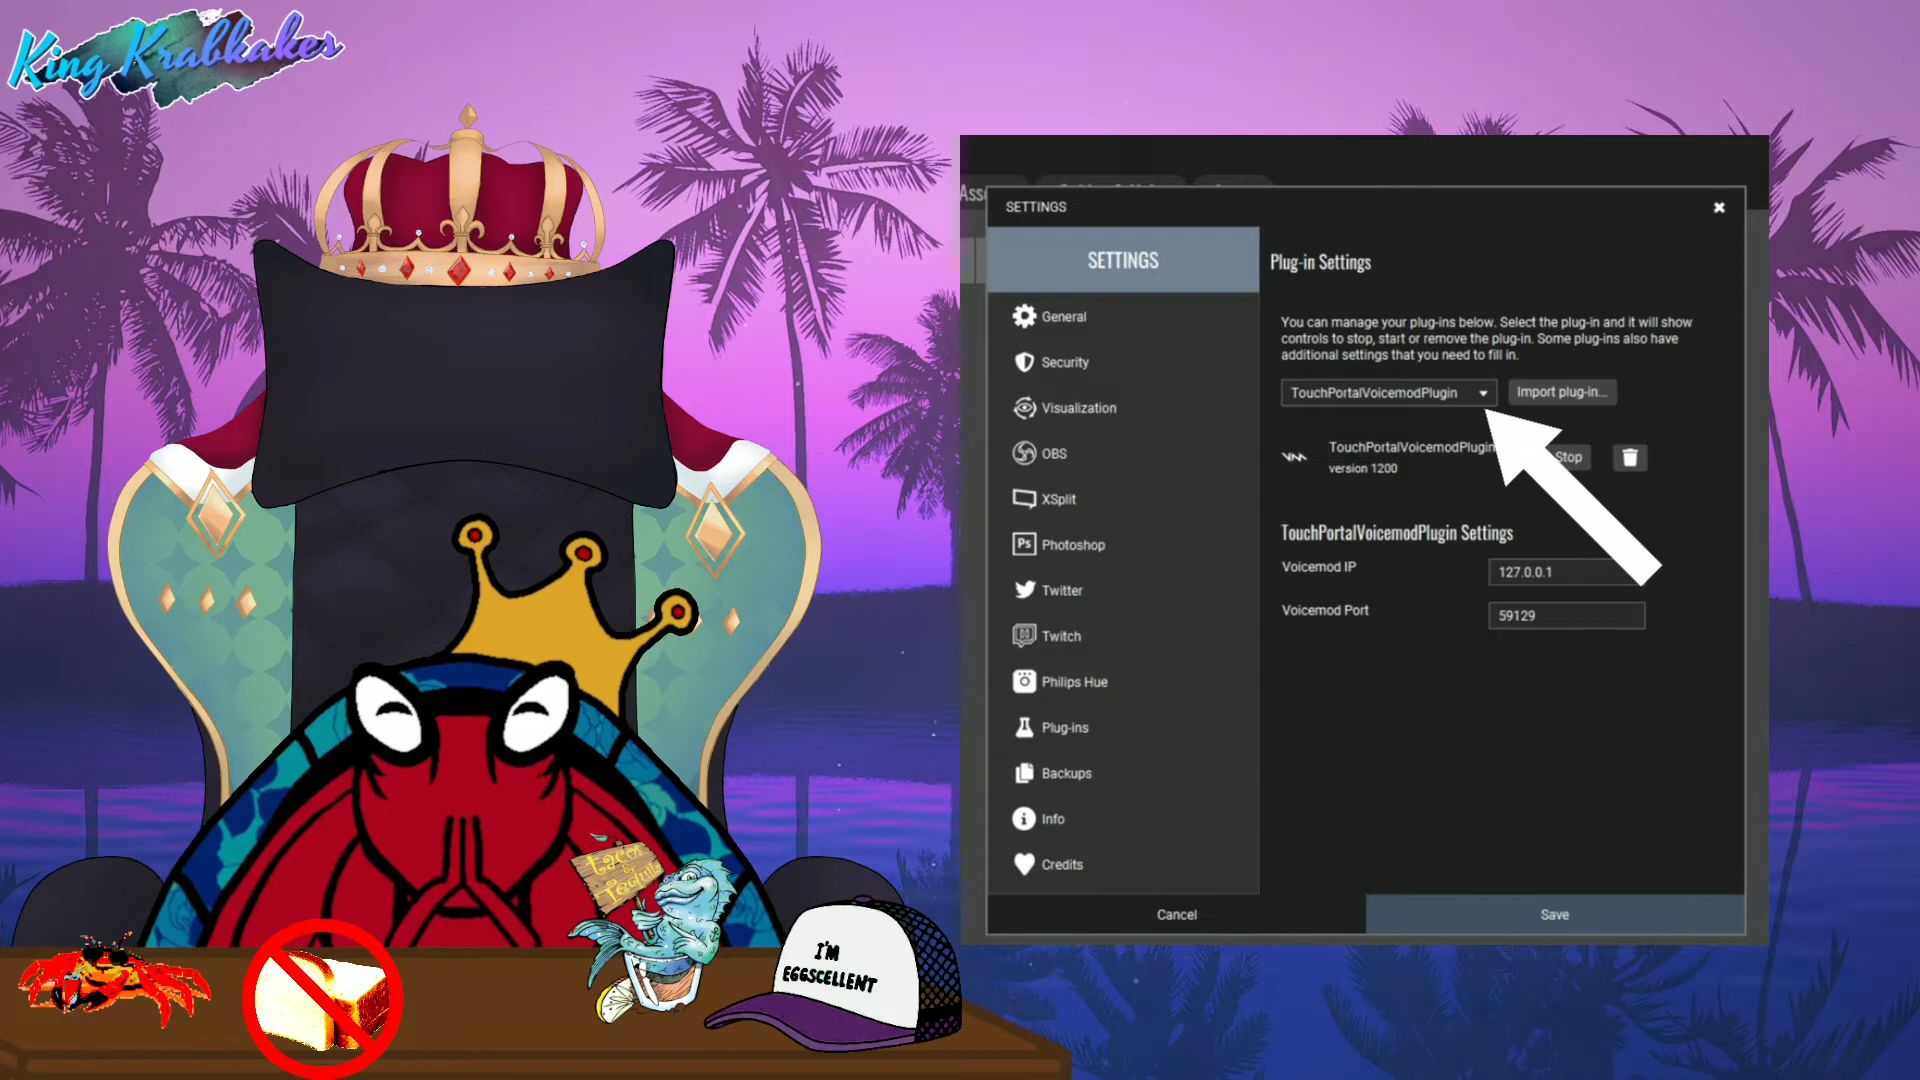 King Krabkakes
SETTINGS
SETTINGS
General
Security
Visualization
OBS
XSplit
Ps Photoshop
Twitter
Twitch
Philips Hue
Plug-ins
Backups
Info
Credits
Plug-in Settings
You can manage your plug-ins below. Select the plug-in and it will show
controls to stop, start or remove the plug-in. Some plug-ins also have
additional settings that you need to fill in.
TouchPortalVoicemodPlugin
Import plug-in...
TouchPortalVoicemodPlugin
version 1200
Stop
TouchPortalVoicemodPlugin Settings
Voicemod IP
127.0.0.1
Voicemod Port
59129
Cancel
Save
tacos
&
Tequila
I'M
EGGSCELLENT